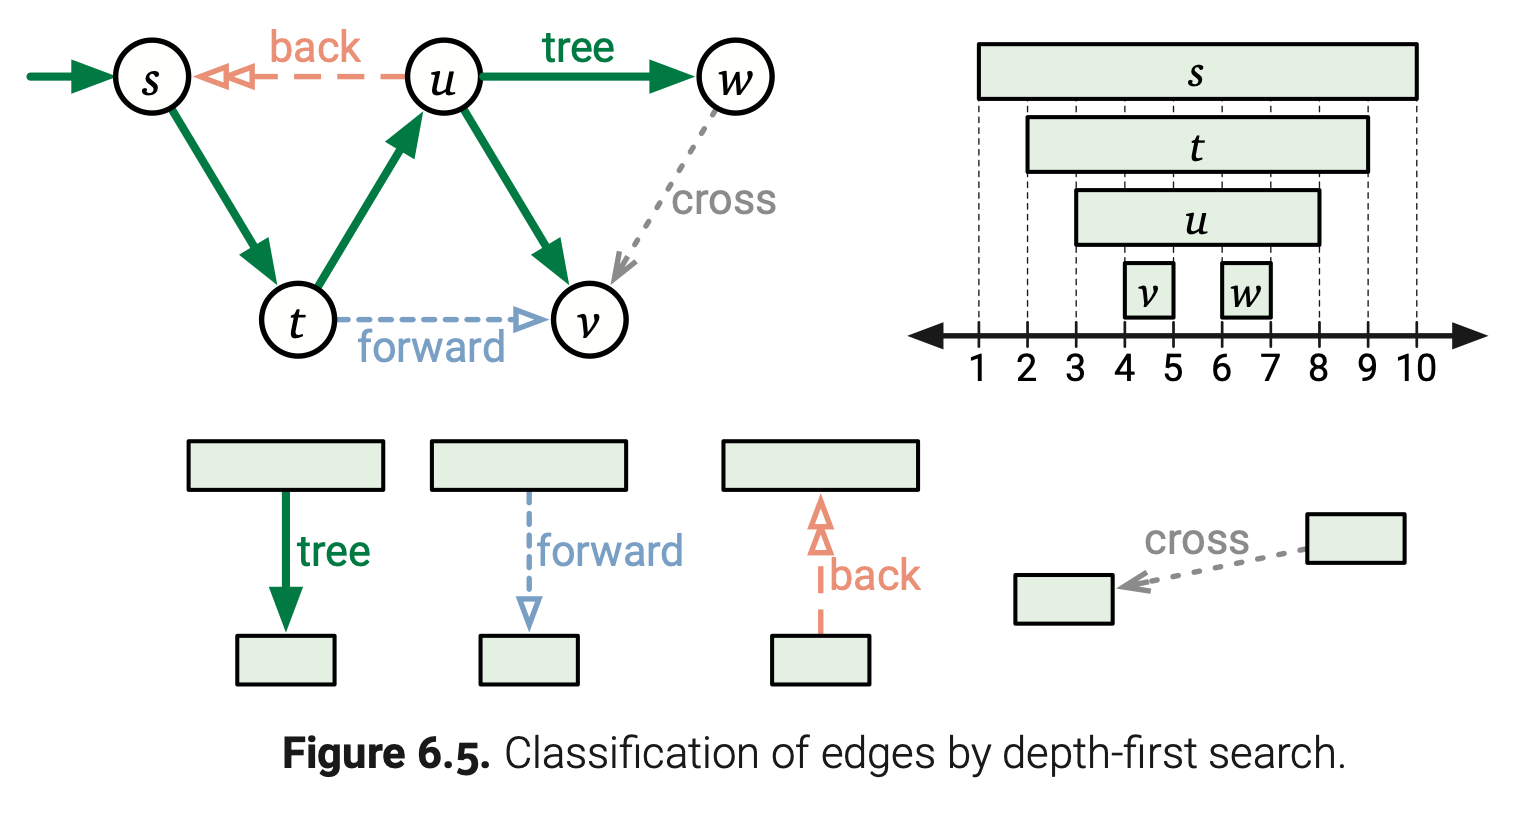 back
tree
s
u
w
cross
t
forward
v
s
t
u
v
w
1 2 3 4 5 6 7 8 9 10
tree
forward
back
cross
Figure 6.5. Classification of edges by depth-first search.